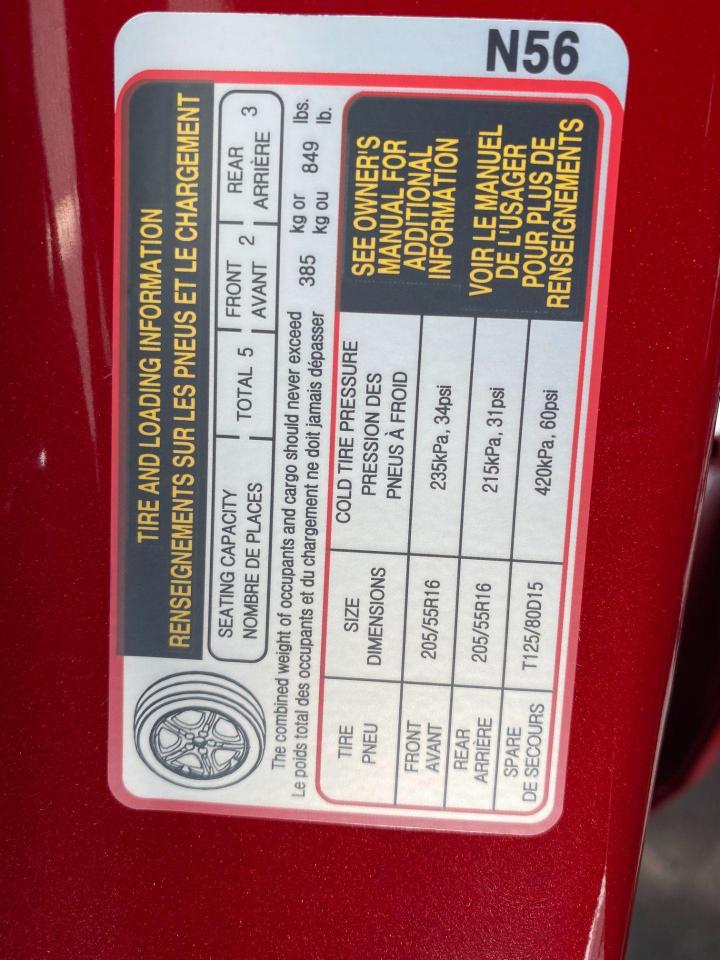 N56
TIRE AND LOADING INFORMATION
RENSEIGNEMENTS SUR LES PNEUS ET LE CHARGEMENT
SEATING CAPACITY
NOMBRE DE PLACES
TOTAL 5
FRONT
AVANT
2
REAR
ARRIÈRE
3
The combined weight of occupants and cargo should never exceed
Le poids total des occupants et du chargement ne doit jamais dépasser
385
kg or
kg ou
849
lbs.
lb.
TIRE
PNEU
SIZE
DIMENSIONS
COLD TIRE PRESSURE
PRESSION DES
PNEUS À FROID
FRONT
AVANT
205/55R16
235kPa, 34psi
REAR
ARRIÈRE
205/55R16
215kPa, 31psi
SPARE
DE SECOURS
T125/80D15
420kPa, 60psi
SEE OWNER'S
MANUAL FOR
ADDITIONAL
INFORMATION
VOIR LE MANUEL
DE L'USAGER
POUR PLUS DE
RENSEIGNEMENTS